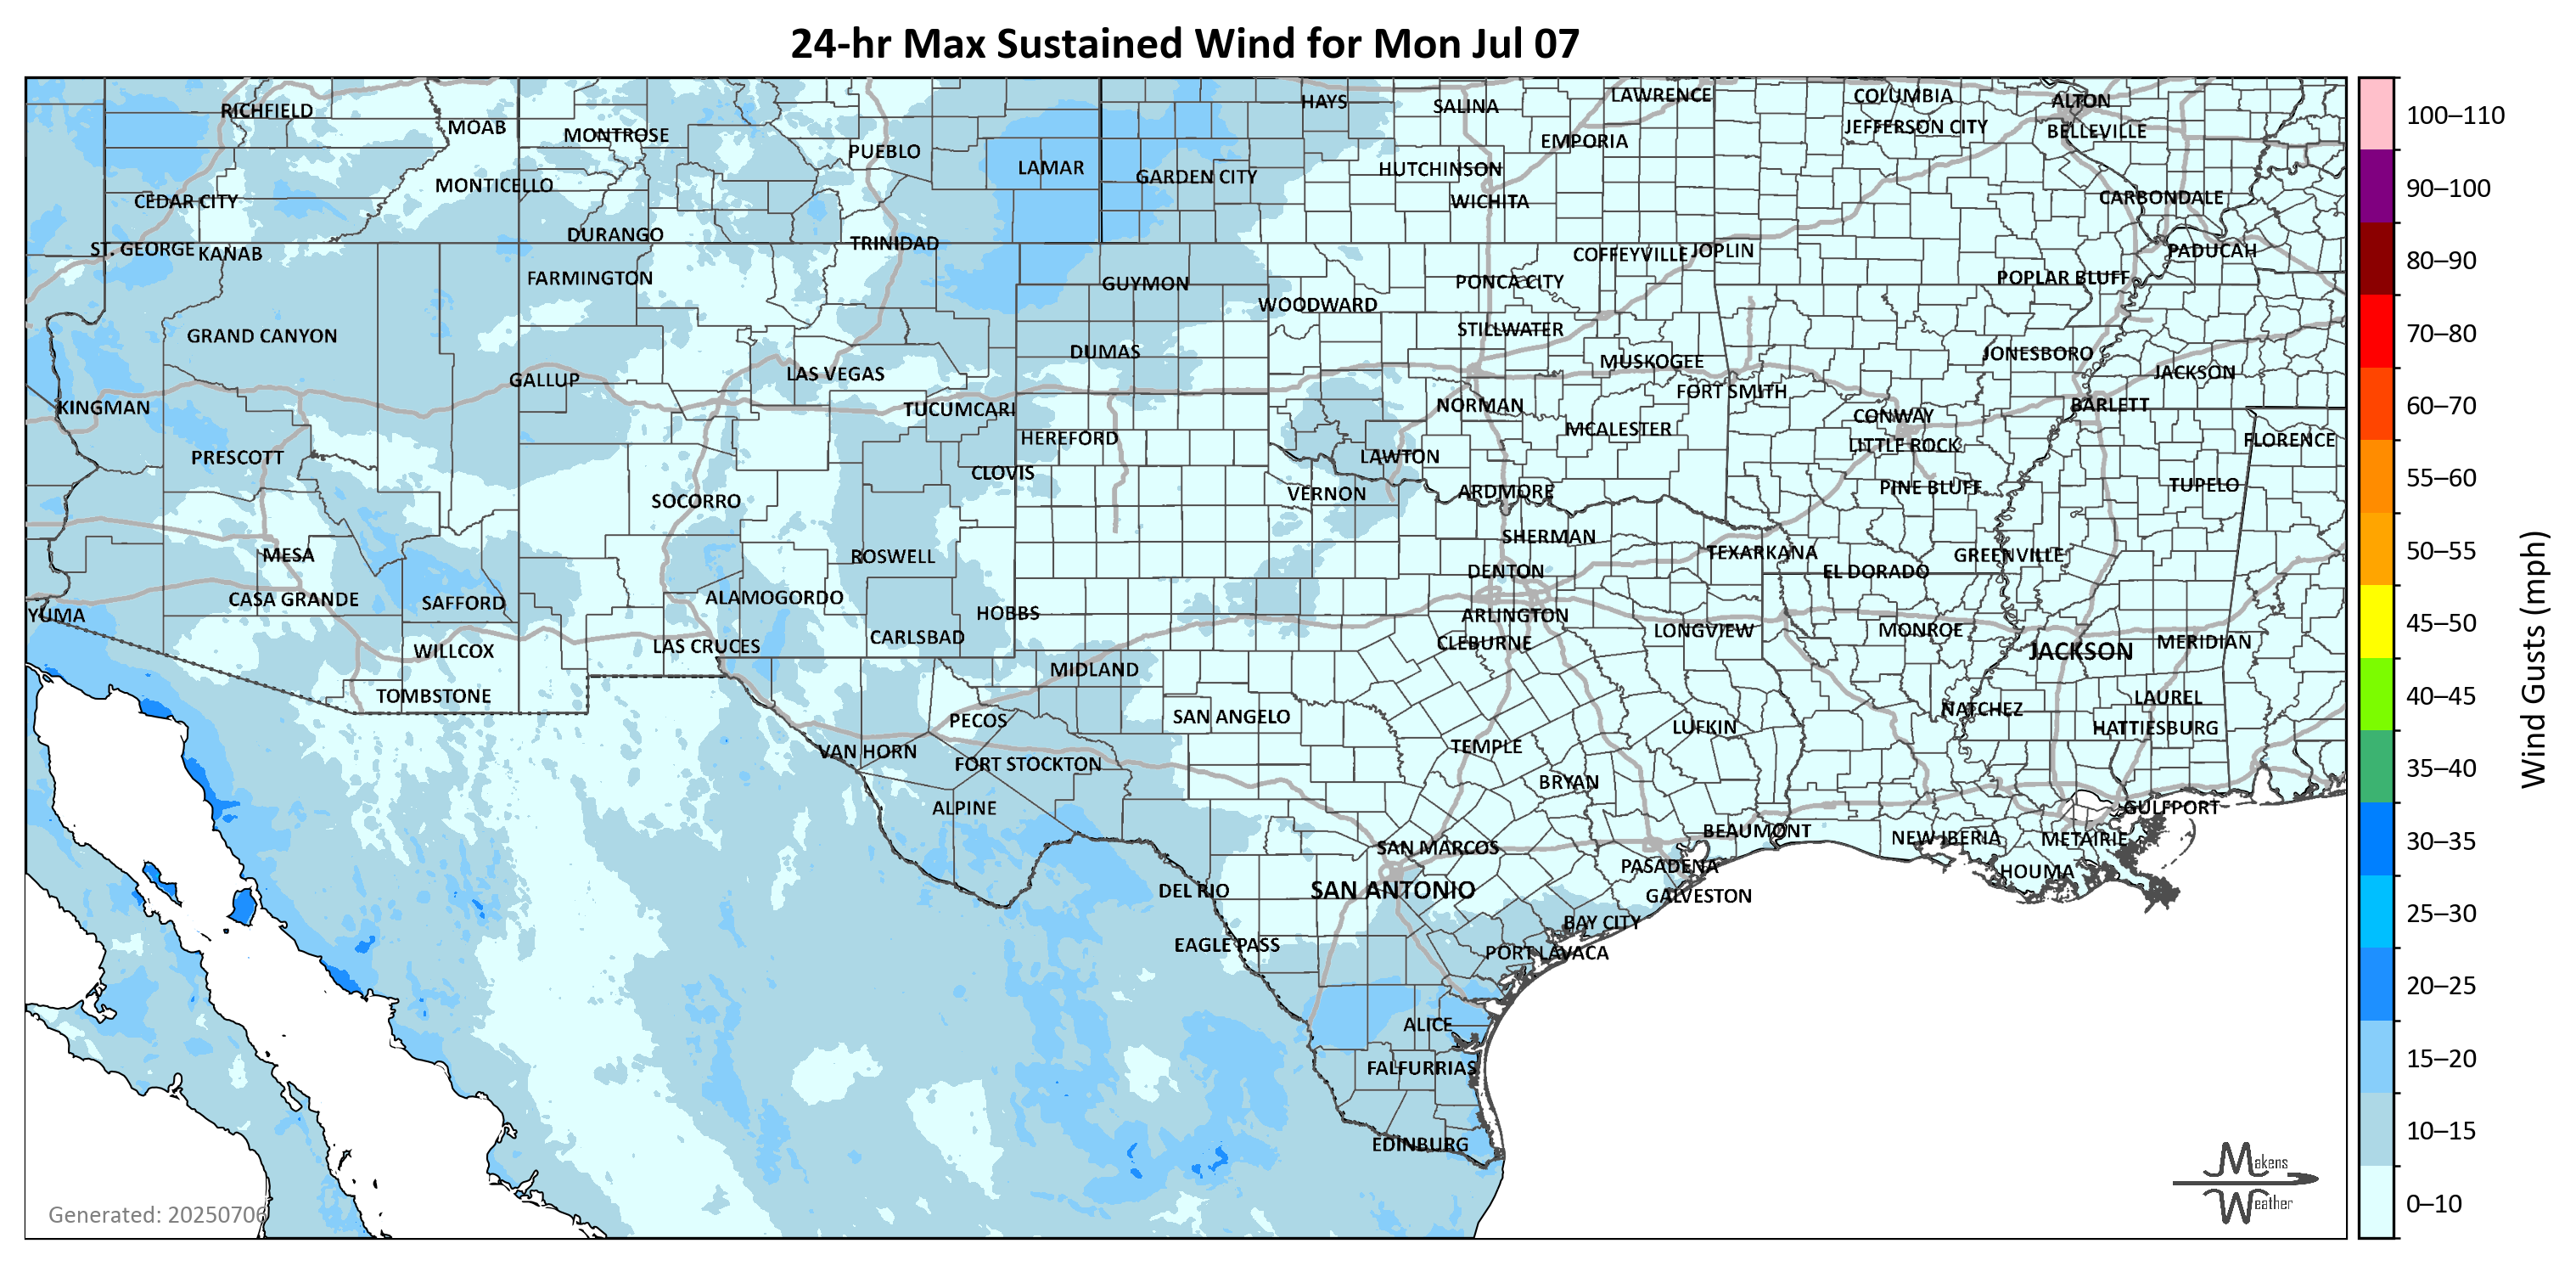 24-hr Max Sustained Wind for Mon Jul 07
RICHFIELD
MOAB
MONTROSE
PUEBLO
LAMAR
GARDEN CITY
HAYS
SALINA
LAWRENCE
EMPORIA
HUTCHINSON
WICHITA
COLUMBIA
JEFFERSON CITY
ALTON
BELLEVILLE
CARBONDALE
PADUCAH
POPLAR BLUFF
MONTICELLO
CEDAR CITY
DURANGO
ST. GEORGE
KANAB
TRINIDAD
FARMINGTON
GUYMON
WOODWARD
PONCA CITY
COFFEYVILLE
JOPLIN
GRAND CANYON
DUMAS
STILLWATER
MUSKOGEE
JONESBORO
JACKSON
GALLUP
LAS VEGAS
FORT SMITH
KINGMAN
TUCUMCARI
NORMAN
CONWAY
BARLETT
HEREFORD
MCALESTER
LITTLE ROCK
FLORENCE
PRESCOTT
CLOVIS
LAWTON
SOCORRO
VERNON
ARDMORE
PINE BLUFF
TUPELO
MESA
ROSWELL
SHERMAN
TEXARKANA
GREENVILLE
DENTON
EL DORADO
CASA GRANDE
SAFFORD
ALAMOGORDO
YUMA
HOBBS
ARLINGTON
LAS CRUCES
CARLSBAD
CLEBURNE
LONGVIEW
MONROE
WILLCOX
JACKSON
MERIDIAN
TOMBSTONE
MIDLAND
LAUREL
PECOS
SAN ANGELO
NATCHEZ
VAN HORN
FORT STOCKTON
TEMPLE
LUFKIN
HATTIESBURG
ALPINE
BRYAN
GULFPORT
BEAUMONT
NEW IBERIA
METAIRIE
SAN MARCOS
PASADENA
HOUMA
DEL RIO
SAN ANTONIO
GALVESTON
BAY CITY
EAGLE PASS
PORT LAVACA
ALICE
FALFURRIAS
EDINBURG
Generated: 20250706
Makens
Weather
100–110
90–100
80–90
70–80
60–70
55–60
50–55
45–50
40–45
35–40
30–35
25–30
20–25
15–20
10–15
0–10
Wind Gusts (mph)